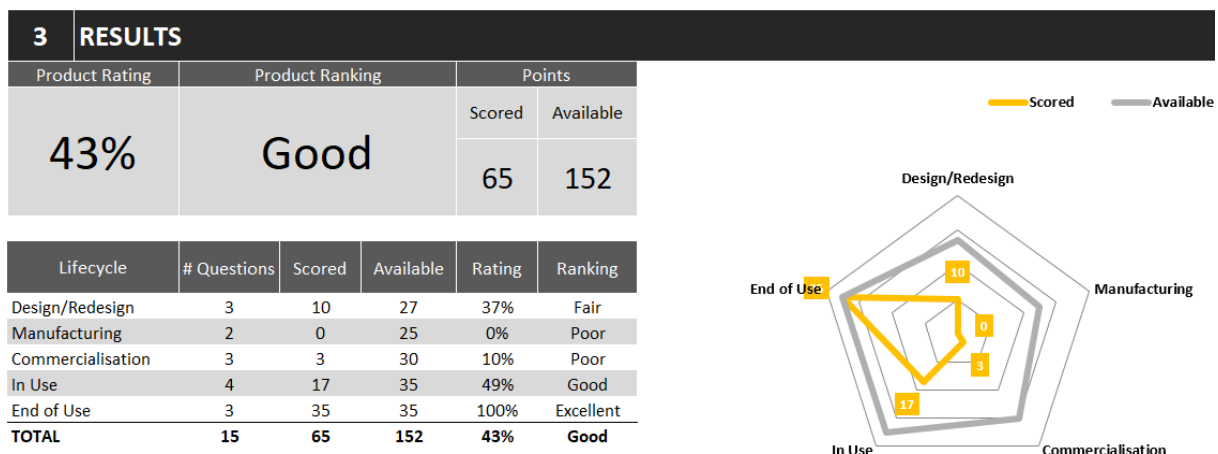 3 RESULTS
Product Rating Product Ranking Points
Scored Available
43% Good 65 152
Lifecycle # Questions Scored Available Rating Ranking
Design/Redesign 3 10 27 37% Fair
Manufacturing 2 0 25 0% Poor
Commercialisation 3 3 30 10% Poor
In Use 4 17 35 49% Good
End of Use 3 35 35 100% Excellent
TOTAL 15 65 152 43% Good
Scored Available
Design/Redesign
10
End of Use
Manufacturing
0
3
17
In Use
Commercialisation